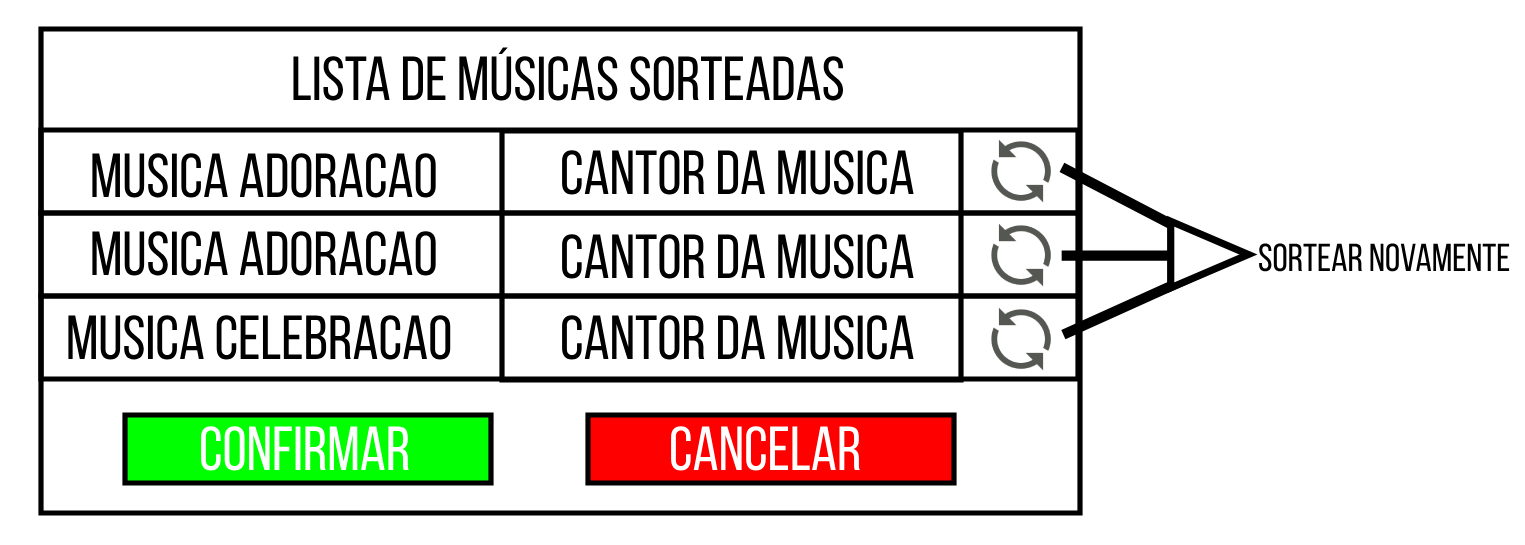 LISTA DE MÚSICAS SORTEADAS
MUSICA ADORACAO CANTOR DA MUSICA
MUSICA ADORACAO CANTOR DA MUSICA
SORTEAR NOVAMENTE
MUSICA CELEBRACAO CANTOR DA MUSICA
CONFIRMAR CANCELAR